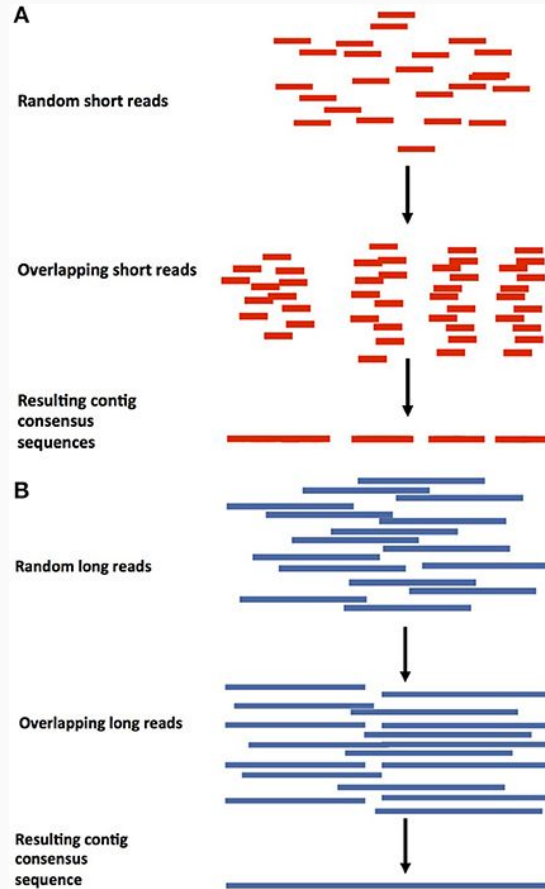 A
Random short reads
Overlapping short reads
Resulting contig
consensus
sequences
B
Random long reads
Overlapping long reads
Resulting contig
consensus
sequence